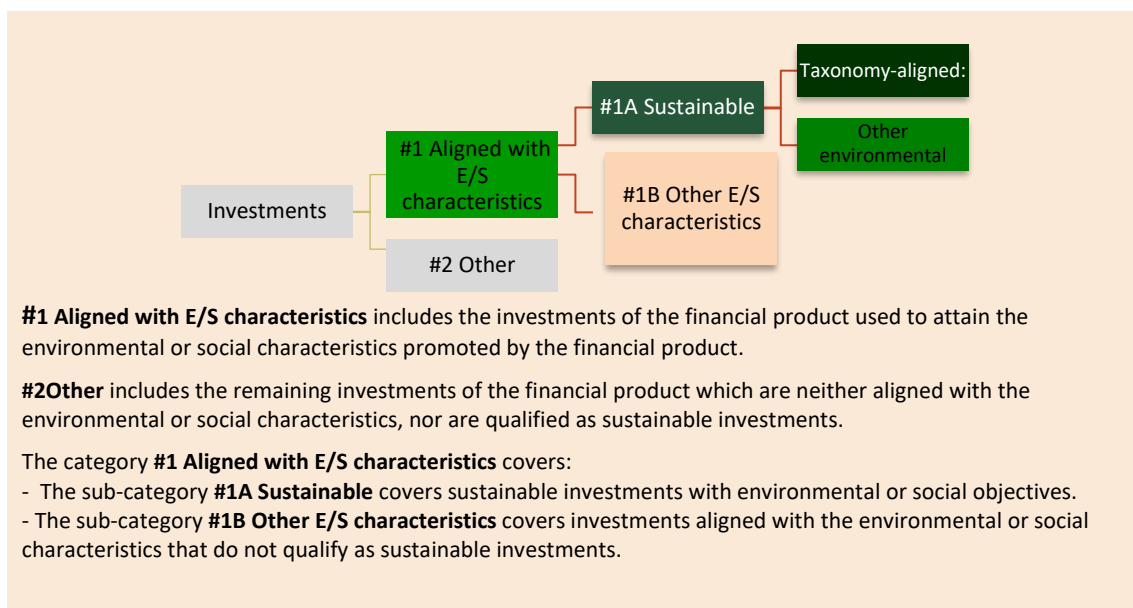 Taxonomy-aligned:
#1A Sustainable
Other
environmental
#1 Aligned with
E/S
characteristics
#1B Other E/S
characteristics
Investments
#2 Other
#1 Aligned with E/S characteristics includes the investments of the financial product used to attain the
environmental or social characteristics promoted by the financial product.
#2Other includes the remaining investments of the financial product which are neither aligned with the
environmental or social characteristics, nor are qualified as sustainable investments.
The category #1 Aligned with E/S characteristics covers:
- The sub-category #1A Sustainable covers sustainable investments with environmental or social objectives.
- The sub-category #1B Other E/S characteristics covers investments aligned with the environmental or social
characteristics that do not qualify as sustainable investments.